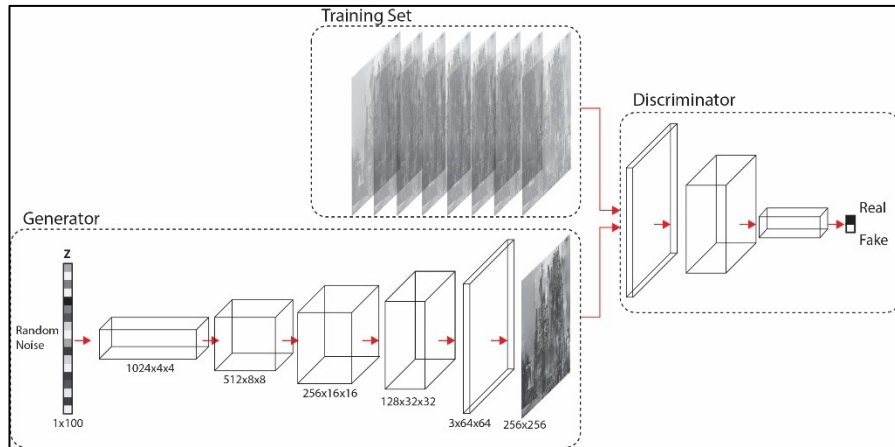 Training Set
Discriminator
Real
Fake
Generator
Z
Random
Noise
1024x4x4
512x8x8
256x16x16
128x32x32
3x64x64
256x256
1x100